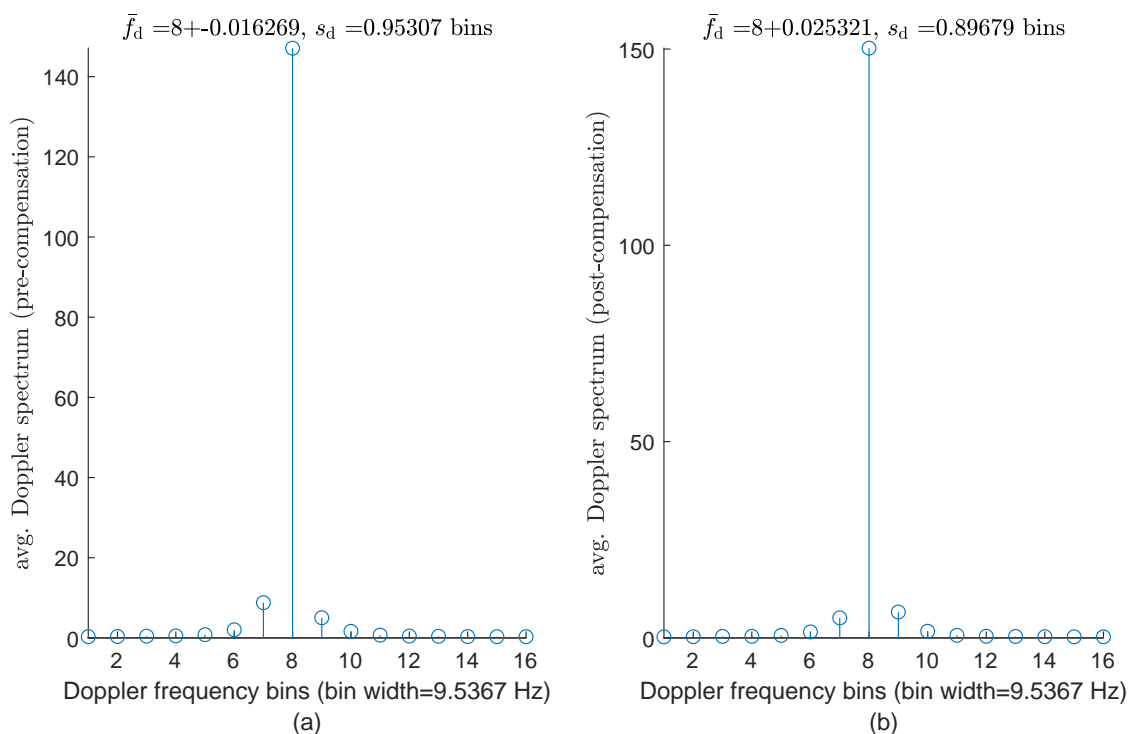 f̄d =8+-0.016269, sd =0.95307 bins
avg. Doppler spectrum (pre-compensation)
140
120
100
80
60
40
20
0
2 4 6 8 10 12 14 16
Doppler frequency bins (bin width=9.5367 Hz)
(a)
f̄d =8+0.025321, sd =0.89679 bins
avg. Doppler spectrum (post-compensation)
150
100
50
0
2 4 6 8 10 12 14 16
Doppler frequency bins (bin width=9.5367 Hz)
(b)